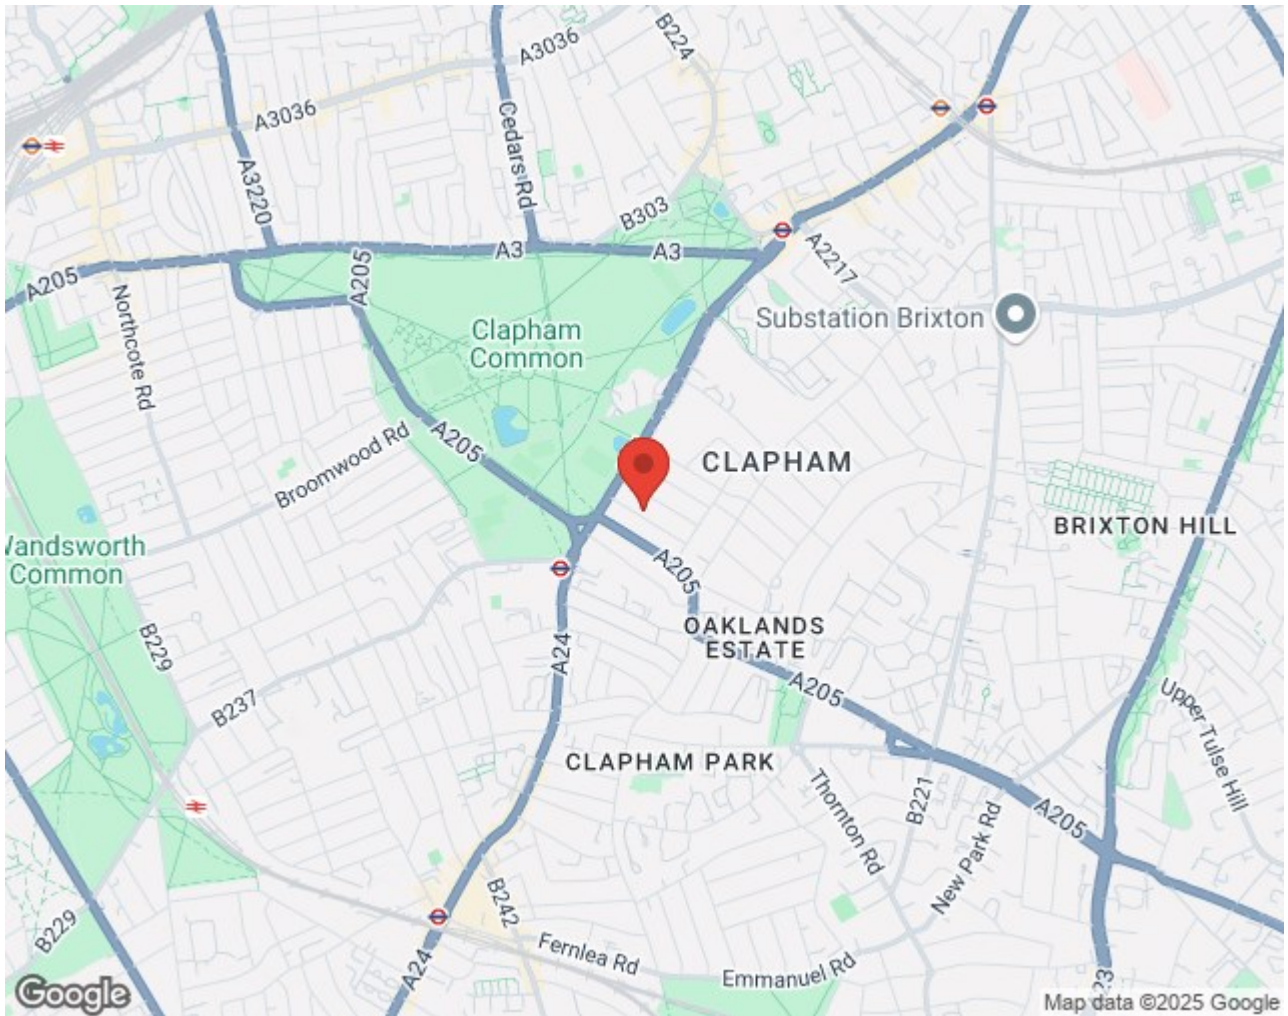 A3036
B224
A3036
Cedars Rd
A3220
B303
A2217
A3
A3
A205
A205
Northcote Rd
Substation Brixton
Clapham
Common
Broomwood Rd
A205
CLAPHAM
BRIXTON HILL
Wandsworth
Common
A205
B229
OAKLANDS
ESTATE
A24
A205
B237
Upper Tulse Hill
CLAPHAM PARK
Thornton Rd
B221
A205
New Park Rd
B242
B229
Fernlea Rd
Emmanuel Rd
A24
23
Google
Map data ©2025 Google